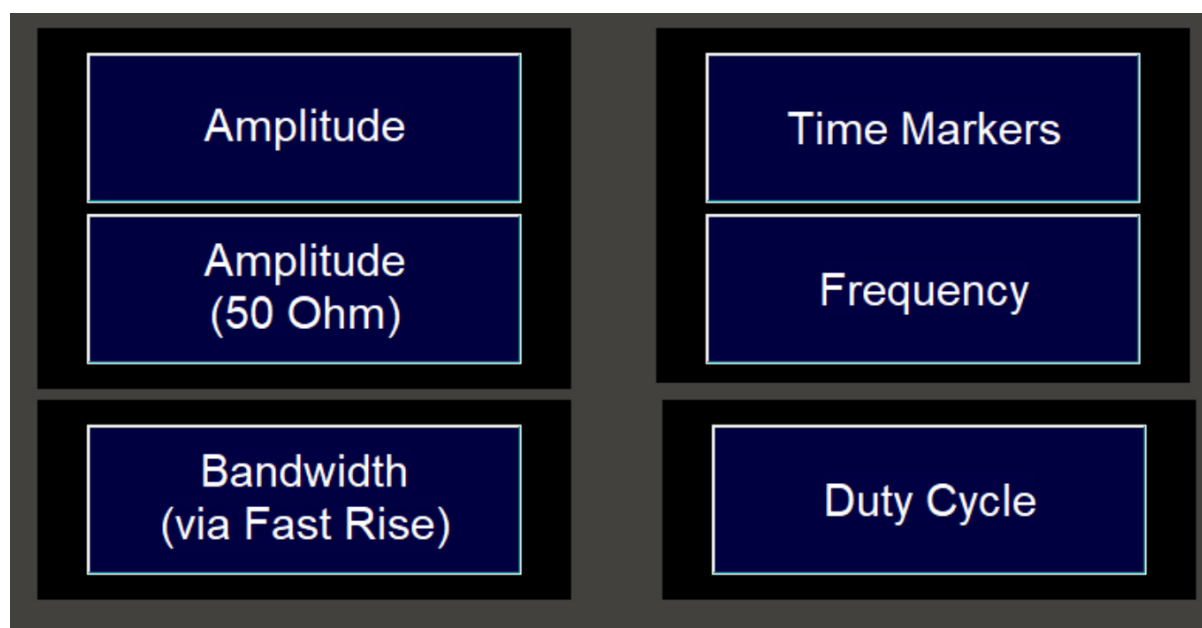 Amplitude
Time Markers
Amplitude
(50 Ohm)
Frequency
Bandwidth
(via Fast Rise)
Duty Cycle